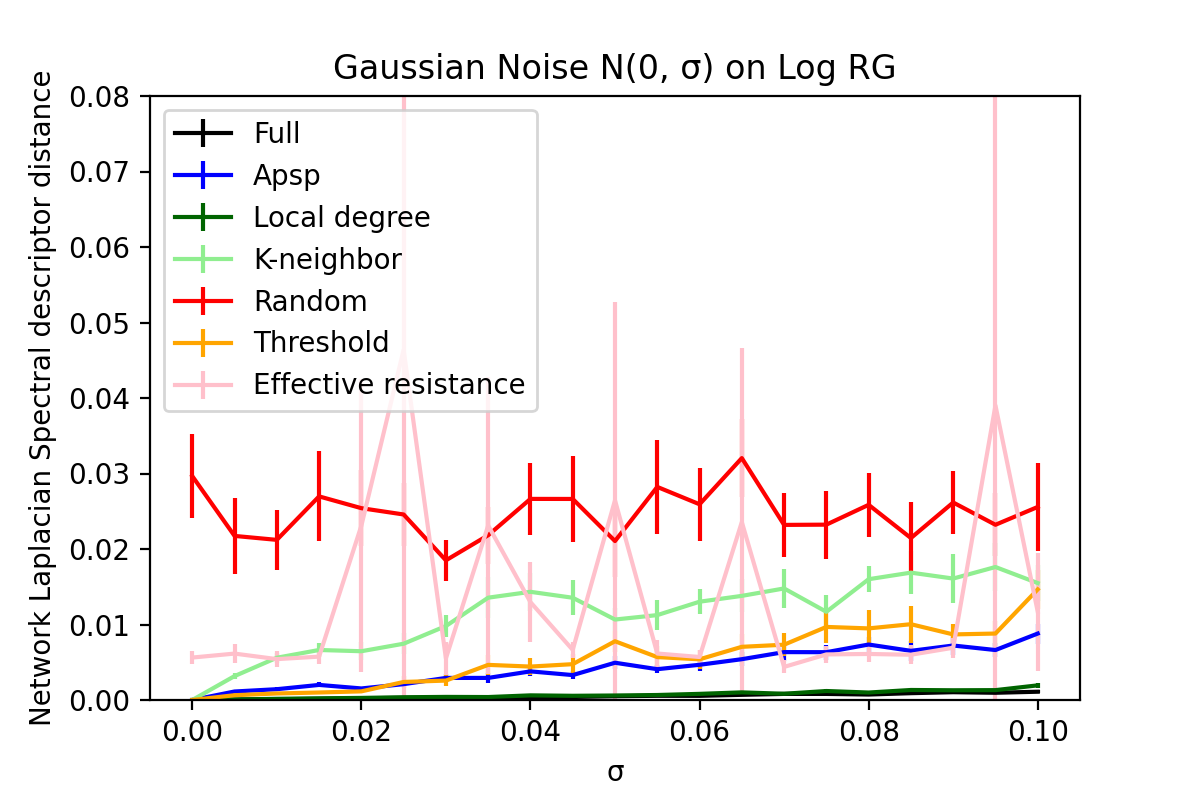 Gaussian Noise N(0, σ) on Log RG
Network Laplacian Spectral descriptor distance
0.08
0.07
0.06
0.05
0.04
0.03
0.02
0.01
0.00
Full
Apsp
Local degree
K-neighbor
Random
Threshold
Effective resistance
0.00 0.02 0.04 0.06 0.08 0.10
σ